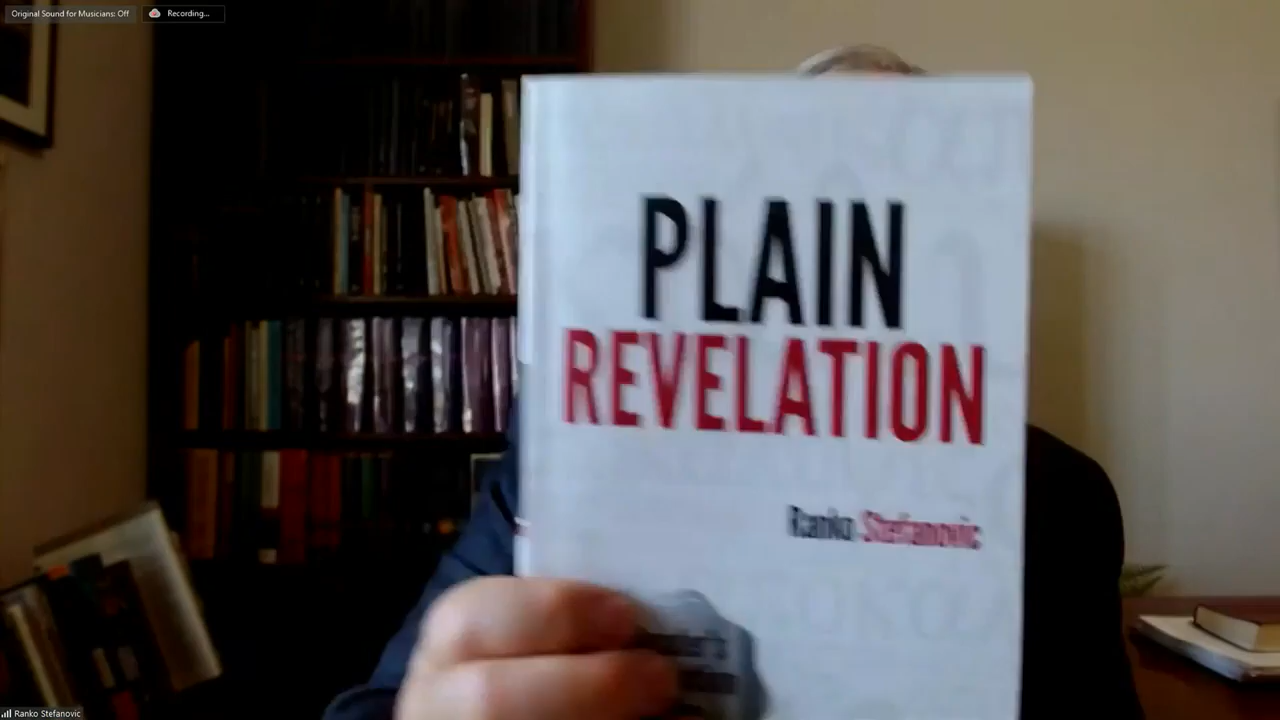 Original Sound for Musicians: Off
Recording...
PLAIN
REVELATION
Ranko Stefanovic
Ranko Stefanovic